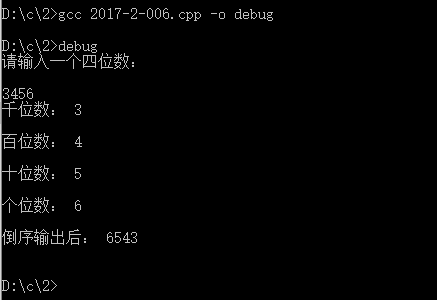 D:\c\2>gcc 2017-2-006.cpp -o debug
D:\c\2>debug
请输入一个四位数:
3456
千位数: 3
百位数: 4
十位数: 5
个位数: 6
倒序输出后: 6543
D:\c\2>